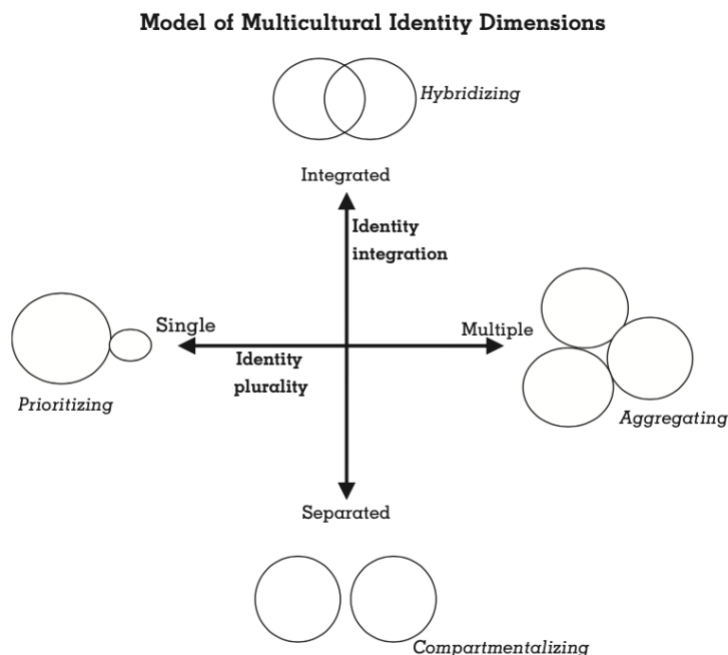 Model of Multicultural Identity Dimensions
Hybridizing
Integrated
Identity
integration
Single
Multiple
Identity
plurality
Prioritizing
Aggregating
Separated
Compartmentalizing